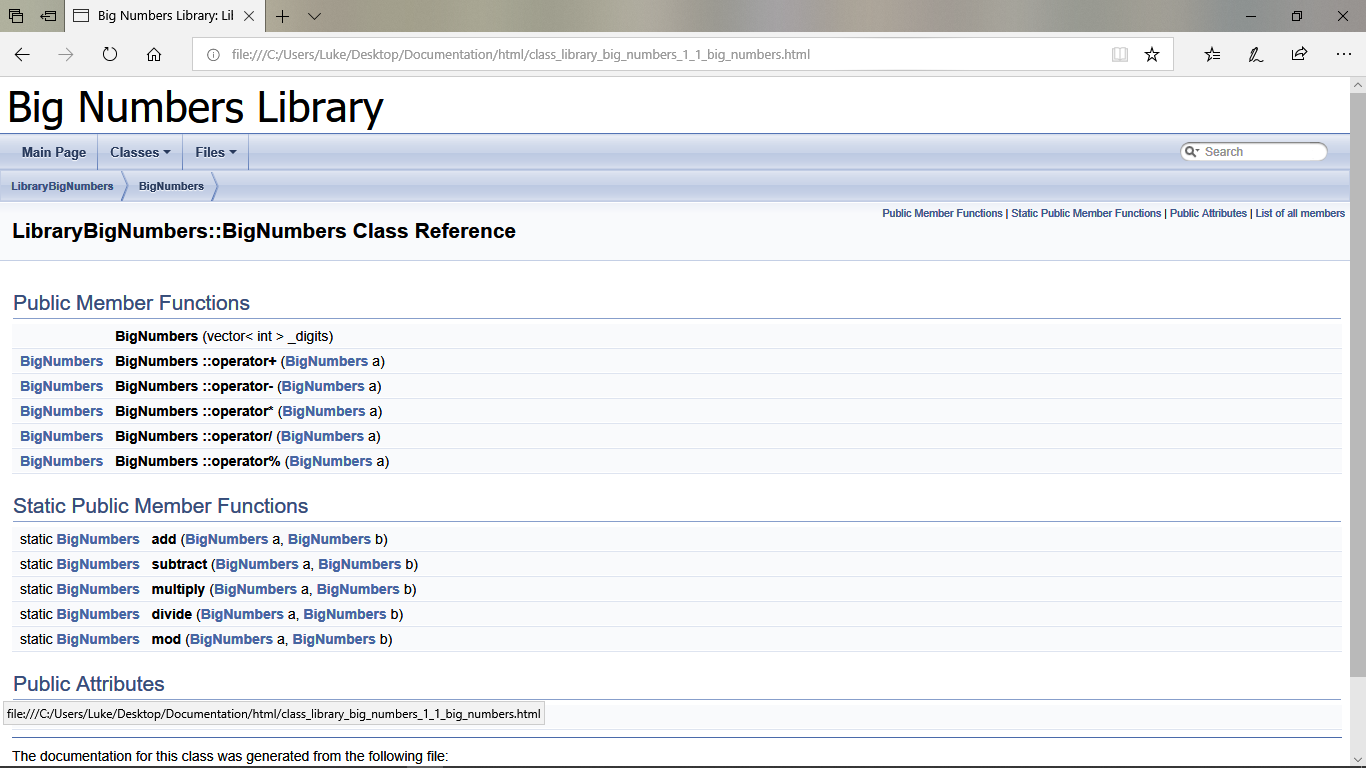 Big Numbers Library: Lil
file:///C:/Users/Luke/Desktop/Documentation/html/class_library_big_numbers_1_1_big_numbers.html
Big Numbers Library
Main Page Classes Files Search
LibraryBigNumbers BigNumbers
Public Member Functions | Static Public Member Functions | Public Attributes | List of all members
LibraryBigNumbers::BigNumbers Class Reference
Public Member Functions
BigNumbers (vector< int > _digits)
BigNumbers BigNumbers ::operator+ (BigNumbers a)
BigNumbers BigNumbers ::operator- (BigNumbers a)
BigNumbers BigNumbers ::operator* (BigNumbers a)
BigNumbers BigNumbers ::operator/ (BigNumbers a)
BigNumbers BigNumbers ::operator% (BigNumbers a)
Static Public Member Functions
static BigNumbers add (BigNumbers a, BigNumbers b)
static BigNumbers subtract (BigNumbers a, BigNumbers b)
static BigNumbers multiply (BigNumbers a, BigNumbers b)
static BigNumbers divide (BigNumbers a, BigNumbers b)
static BigNumbers mod (BigNumbers a, BigNumbers b)
Public Attributes
file:///C:/Users/Luke/Desktop/Documentation/html/class_library_big_numbers_1_1_big_numbers.html
The documentation for this class was generated from the following file: